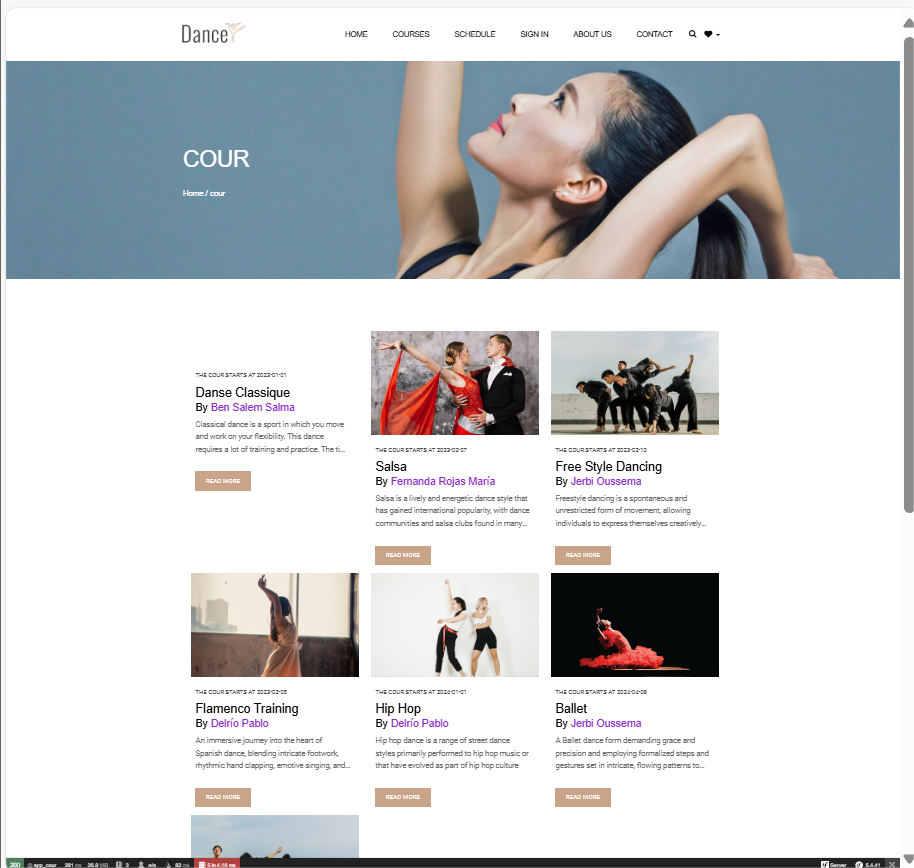 Dance
HOME COURSES SCHEDULE SIGN IN ABOUT US CONTACT
COUR
Home / cour
THE COUR STARTS AT 2023-01-01
Danse Classique
By Ben Salem Salma
Classical dance is a sport in which you move
and work on your flexibility. This dance
requires a lot of training and practice. The ti...
READ MORE
THE COUR STARTS AT 2023-02-07
Salsa
By Fernanda Rojas María
Salsa is a lively and energetic dance style that
has gained international popularity, with dance
communities and salsa clubs found in many...
READ MORE
THE COUR STARTS AT 2023-02-10
Free Style Dancing
By Jerbi Oussema
Freestyle dancing is a spontaneous and
unrestricted form of movement, allowing
individuals to express themselves creatively...
READ MORE
THE COUR STARTS AT 2023-03-05
Flamenco Training
By Delrío Pablo
An immersive journey into the heart of
Spanish dance, blending intricate footwork,
rhythmic hand clapping, emotive singing, and...
READ MORE
THE COUR STARTS AT 2024-01-01
Hip Hop
By Delrío Pablo
Hip hop dance is a range of street dance
styles primarily performed to hip hop music or
that have evolved as part of hip hop culture
READ MORE
THE COUR STARTS AT 2024-04-08
Ballet
By Jerbi Oussema
A Ballet dance form demanding grace and
precision and employing formalized steps and
gestures set in intricate, flowing patterns to...
READ MORE
200 @ app_cour 391 ms 26.0 MB 3 n/a 62 ms 5 in 4.18 ms Server 5.4.41